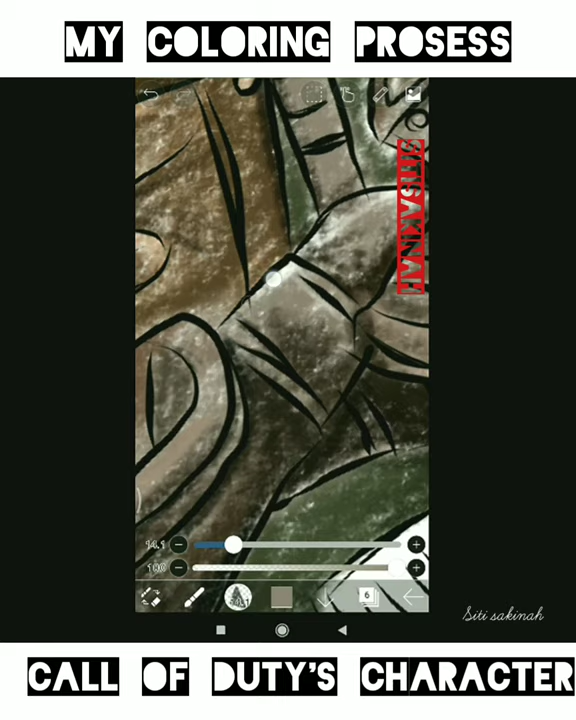 MY COLORING PROSESS
SITISAKINAH
14.1
100
6
Siti sakinah
CALL OF DUTY'S CHARACTER